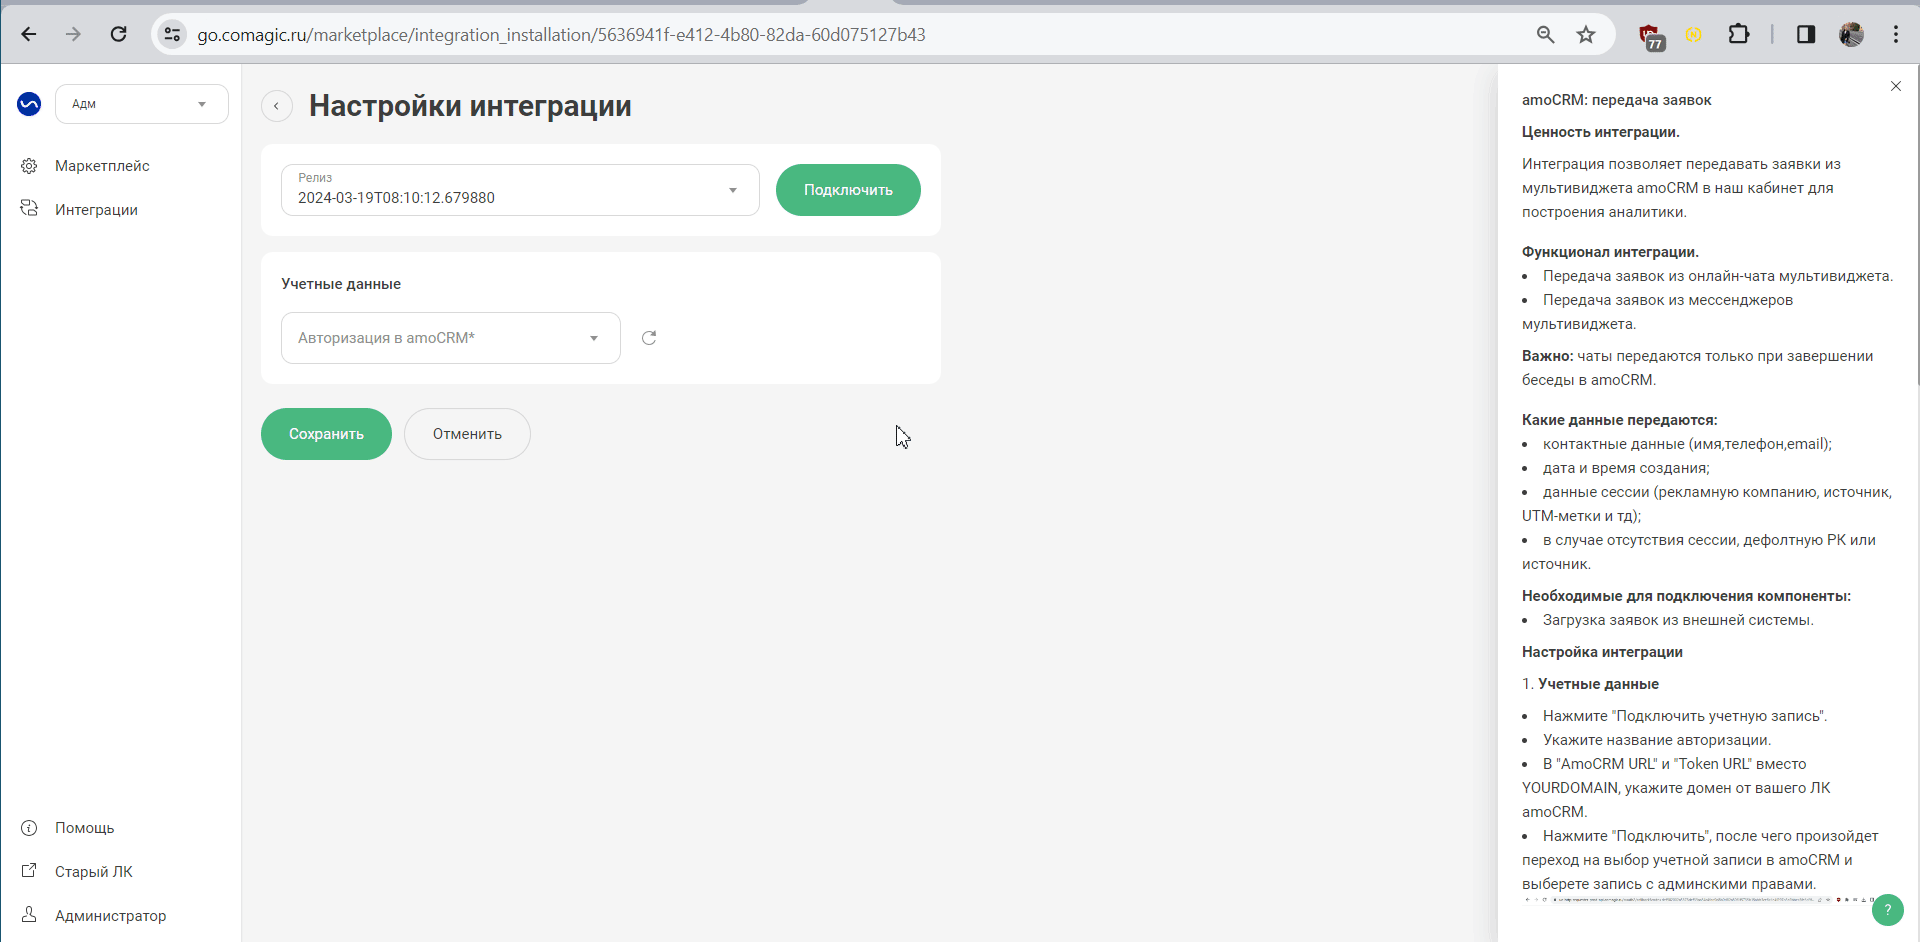 go.comagic.ru/marketplace/integration_installation/5636941f-e412-4b80-82da-60d075127b43
77
Адм
Маркетплейс
Интеграции
Помощь
Старый ЛК
Администратор
Настройки интеграции
Релиз
2024-03-19T08:10:12.679880
Подключить
Учетные данные
Авторизация в amoCRM*
Сохранить
Отменить
amoCRM: передача заявок
Ценность интеграции.
Интеграция позволяет передавать заявки из
мультивиджета amoCRM в наш кабинет для
построения аналитики.
Функционал интеграции.
• Передача заявок из онлайн-чата мультивиджета.
• Передача заявок из мессенджеров
мультивиджета.
Важно: чаты передаются только при завершении
беседы в amoCRM.
Какие данные передаются:
• контактные данные (имя,телефон,email);
• дата и время создания;
• данные сессии (рекламную компанию, источник,
UTM-метки и тд);
• в случае отсутствия сессии, дефолтную РК или
источник.
Необходимые для подключения компоненты:
• Загрузка заявок из внешней системы.
Настройка интеграции
1. Учетные данные
• Нажмите "Подключить учетную запись".
• Укажите название авторизации.
• В "AmoCRM URL" и "Token URL" вместо
YOURDOMAIN, укажите домен от вашего ЛК
amoCRM.
• Нажмите "Подключить", после чего произойдет
переход на выбор учетной записи в amoCRM и
выберете запись с админскими правами.
?